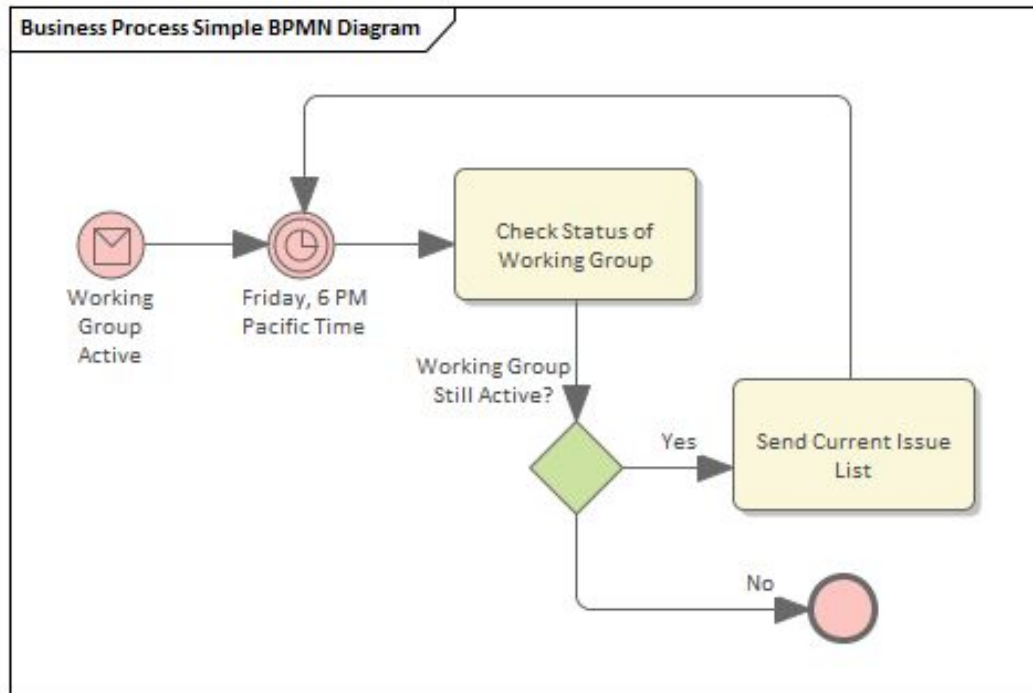 Business Process Simple BPMN Diagram
Working
Group
Active
Friday, 6 PM
Pacific Time
Check Status of
Working Group
Working Group
Still Active?
Yes
Send Current Issue
List
No